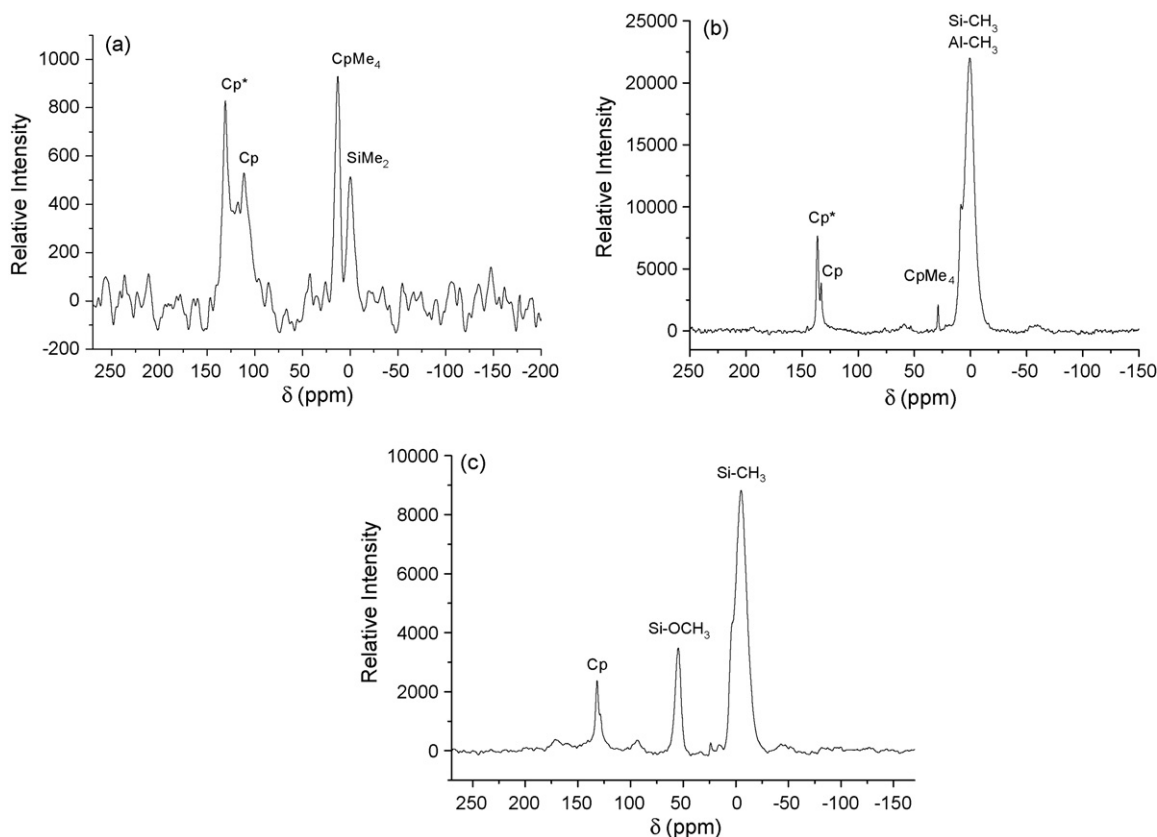 (a)
1000
800
600
400
200
0
-200
Relative Intensity
Cp*
Cp
CpMe₄
SiMe₂
250 200 150 100 50 0 -50 -100 -150 -200
δ (ppm)
(b)
25000
20000
15000
10000
5000
0
Relative Intensity
Si-CH₃
Al-CH₃
Cp*
Cp
CpMe₄
250 200 150 100 50 0 -50 -100 -150
δ (ppm)
(c)
10000
8000
6000
4000
2000
0
Relative Intensity
Si-CH₃
Si-OCH₃
Cp
250 200 150 100 50 0 -50 -100 -150
δ (ppm)